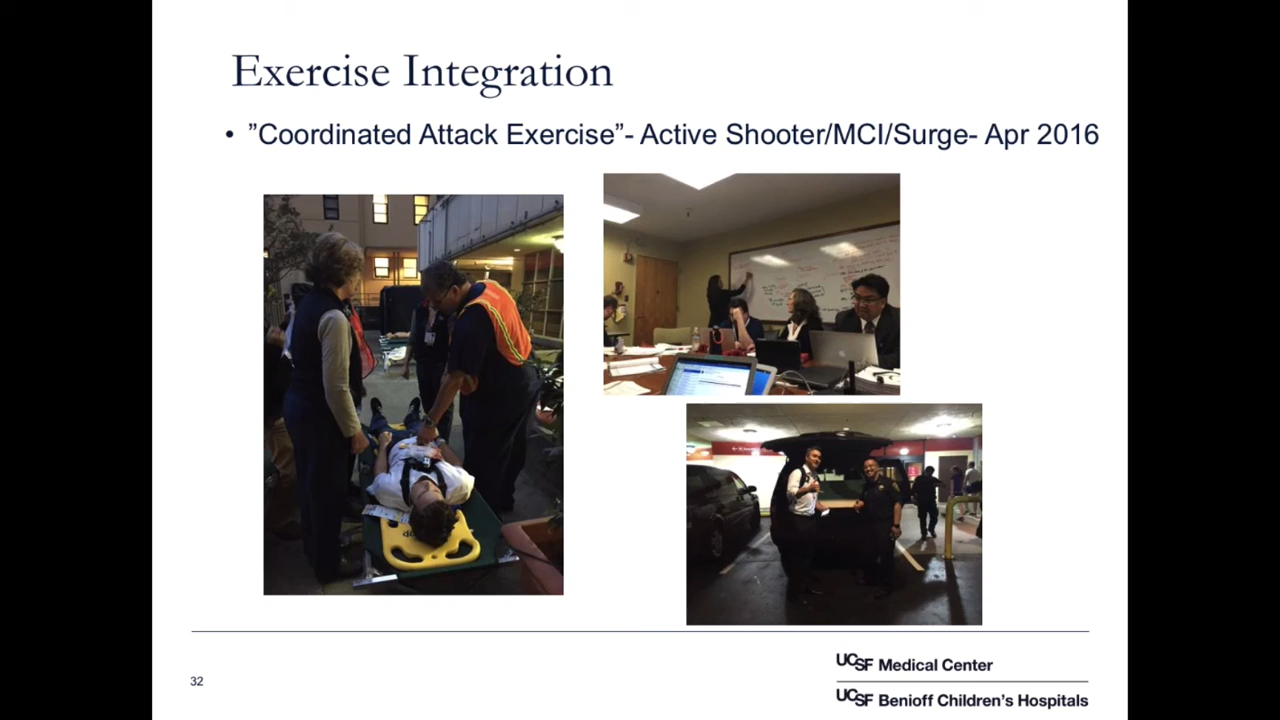 Exercise Integration
• ”Coordinated Attack Exercise”- Active Shooter/MCI/Surge- Apr 2016
32
UCSF Medical Center
UCSF Benioff Children’s Hospitals